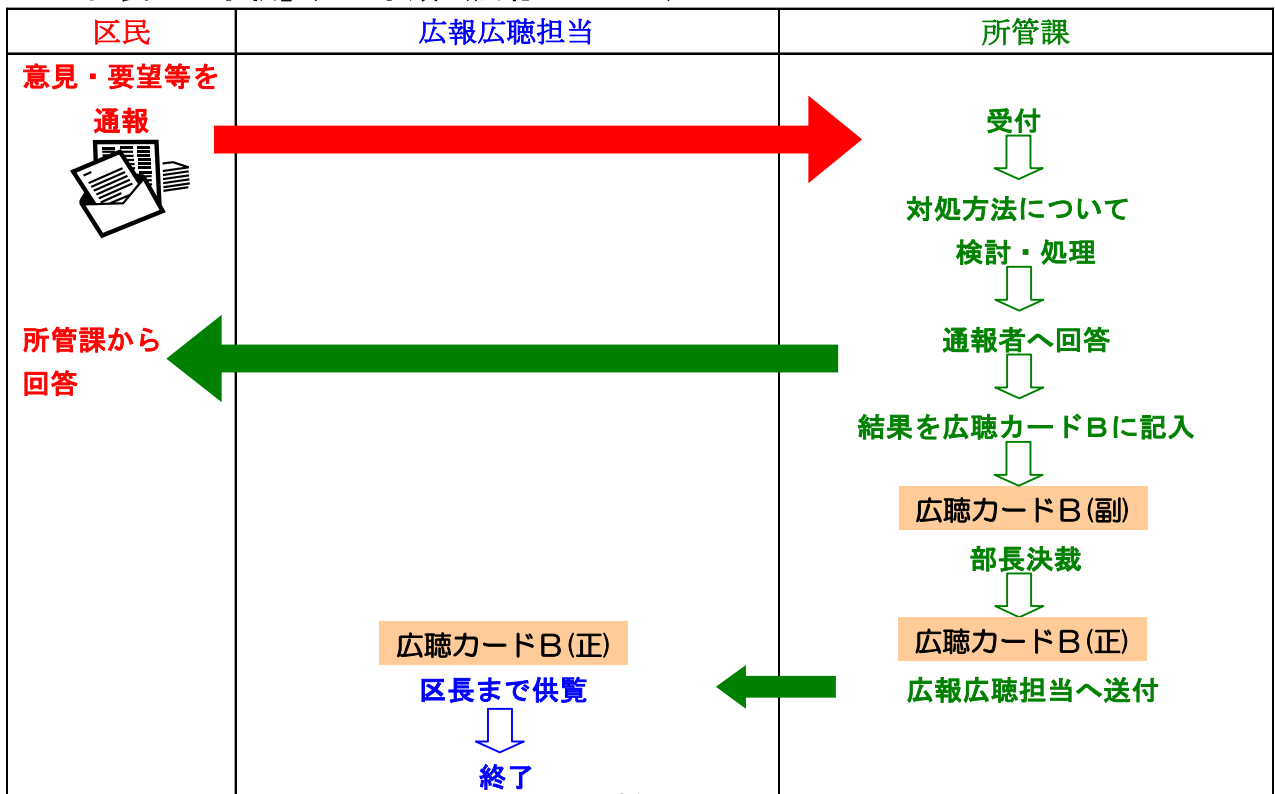 区民
広報広聴担当
所管課
意見・要望等を
通報
受付
対処方法について
検討・処理
所管課から
回答
通報者へ回答
結果を広聴カードBに記入
広聴カードB(副)
部長決裁
広聴カードB(正)
広聴カードB(正)
区長まで供覧
広報広聴担当へ送付
終了